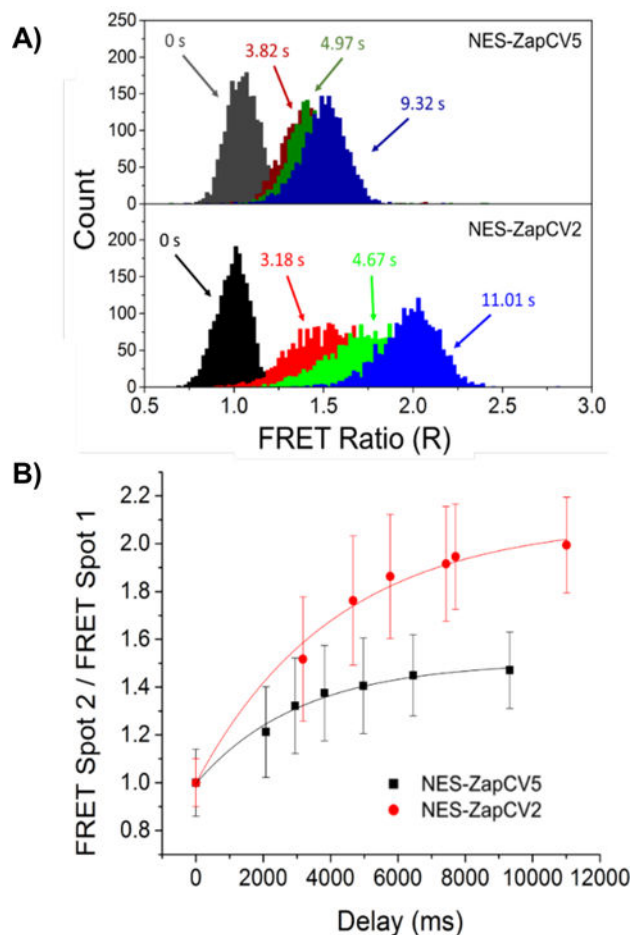 A)
NES-ZapCV5
0 s
3.82 s
4.97 s
9.32 s
250
200
150
100
50
0
NES-ZapCV2
0 s
3.18 s
4.67 s
11.01 s
200
150
100
50
0
Count
0.5 1.0 1.5 2.0 2.5 3.0
FRET Ratio (R)
B)
FRET Spot 2 / FRET Spot 1
2.2
2.0
1.8
1.6
1.4
1.2
1.0
0.8
NES-ZapCV5
NES-ZapCV2
0 2000 4000 6000 8000 10000 12000
Delay (ms)